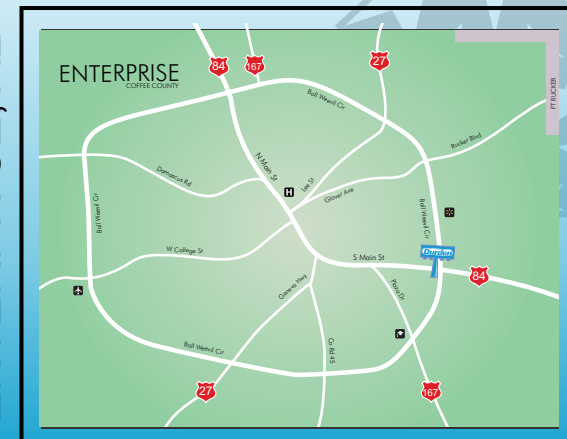 ENTERPRISE
COFFEE COUNTY
84
167
27
FT RUCKER
Boll Weevil Cir
Rucker Blvd
N Main St
Lee St
Damascus Rd
H
Glover Ave
Boll Weevil Cir
Boll Weevil Cir
W College St
S Main St
Durden
84
Geneva Hwy
Plaza Dr
Co Rd 45
Boll Weevil Cir
27
167